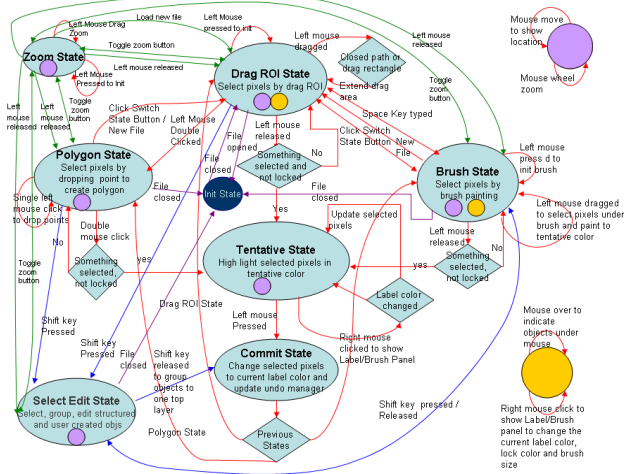 Left Mouse Drag
Zoom
Load new file
Left Mouse
pressed to init
Left mouse
dragged
Left mouse
released
Mouse move
to show
location
Zoom State
Toggle zoom button
Left mouse released
Left Mouse
Pressed to Init
Drag ROI State
Select pixels by drag ROI
Closed path or
drag rectangle
Extend drag
area
Toggle
zoom
button
Mouse wheel
zoom
Left
mouse
released
Left
mouse
released
Toggle
zoom
button
Click Switch
State Button /
New File
Left Mouse
Double
Clicked
File
opened
Left mouse
released
Space Key typed
Click Switch
State Button
New
File
Polygon State
Select pixels by
dropping point to
create polygon
File
closed
Something
selected and
not locked
No
Left mouse
press d to
init brush
Brush State
Select pixels by
brush painting
Init State
File
closed
File
closed
Single left
mouse click
to drop points
Yes
Update selected
pixels
Left mouse dragged
to select pixels under
brush and paint to
tentative color
Double
mouse click
No
Left mouse
released
No
Tentative State
High light selected pixels in
tentative color
Something
selected,
not locked
yes
yes
Something
selected,
not locked
Toggle
zoom
button
Drag ROI State
Label color
changed
Left mouse
Pressed
Mouse over to
indicate
objects under
mouse
Shift key
Pressed
Right mouse
clicked to show
Label/Brush Panel
Shift key
Pressed
File
closed
Shift key
released
to group
objects to
one top
layer
Commit State
Change selected pixels
to current label color and
update undo manager
Select Edit State
Select, group, edit structured
and user created objs
Polygon State
Previous
States
Shift key pressed /
Released
Right mouse click to
show Label/Brush
panel to change the
current label color,
lock color and brush
size